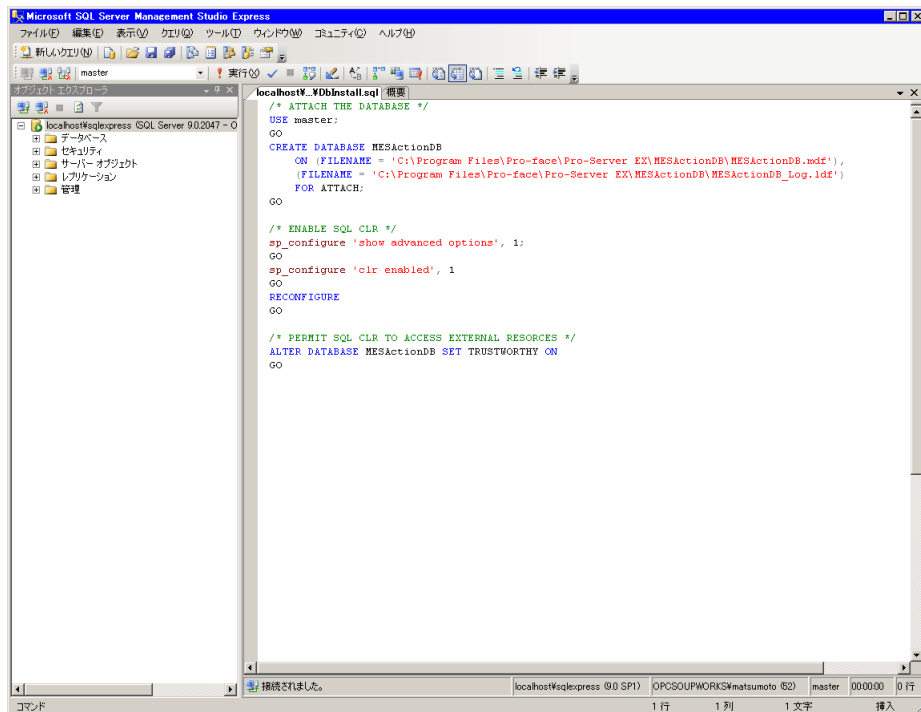 Microsoft SQL Server Management Studio Express
ファイル(F) 編集(E) 表示(V) クエリ(Q) ツール(T) ウィンドウ(W) コミュニティ(C) ヘルプ(H)
新しいクエリ(N)
master 実行(X)
オブジェクト エクスプローラ
localhost¥sqlexpress (SQL Server 9.0.2047 - O
データベース
セキュリティ
サーバー オブジェクト
レプリケーション
管理
localhost¥...¥DbInstall.sql 概要
/* ATTACH THE DATABASE */
USE master;
GO
CREATE DATABASE MESActionDB
ON (FILENAME = 'C:\Program Files\Pro-face\Pro-Server EX\MESActionDB\MESActionDB.mdf'),
(FILENAME = 'C:\Program Files\Pro-face\Pro-Server EX\MESActionDB\MESActionDB_Log.ldf')
FOR ATTACH;
GO
/* ENABLE SQL CLR */
sp_configure 'show advanced options', 1;
GO
sp_configure 'clr enabled', 1
GO
RECONFIGURE
GO
/* PERMIT SQL CLR TO ACCESS EXTERNAL RESORCES */
ALTER DATABASE MESActionDB SET TRUSTWORTHY ON
GO
接続されました。 localhost¥sqlexpress (9.0 SP1) OPCSOUPWORKS¥matsumoto (52) master 00:00:00 0 行
コマンド 1 行 1 列 1 文字 挿入